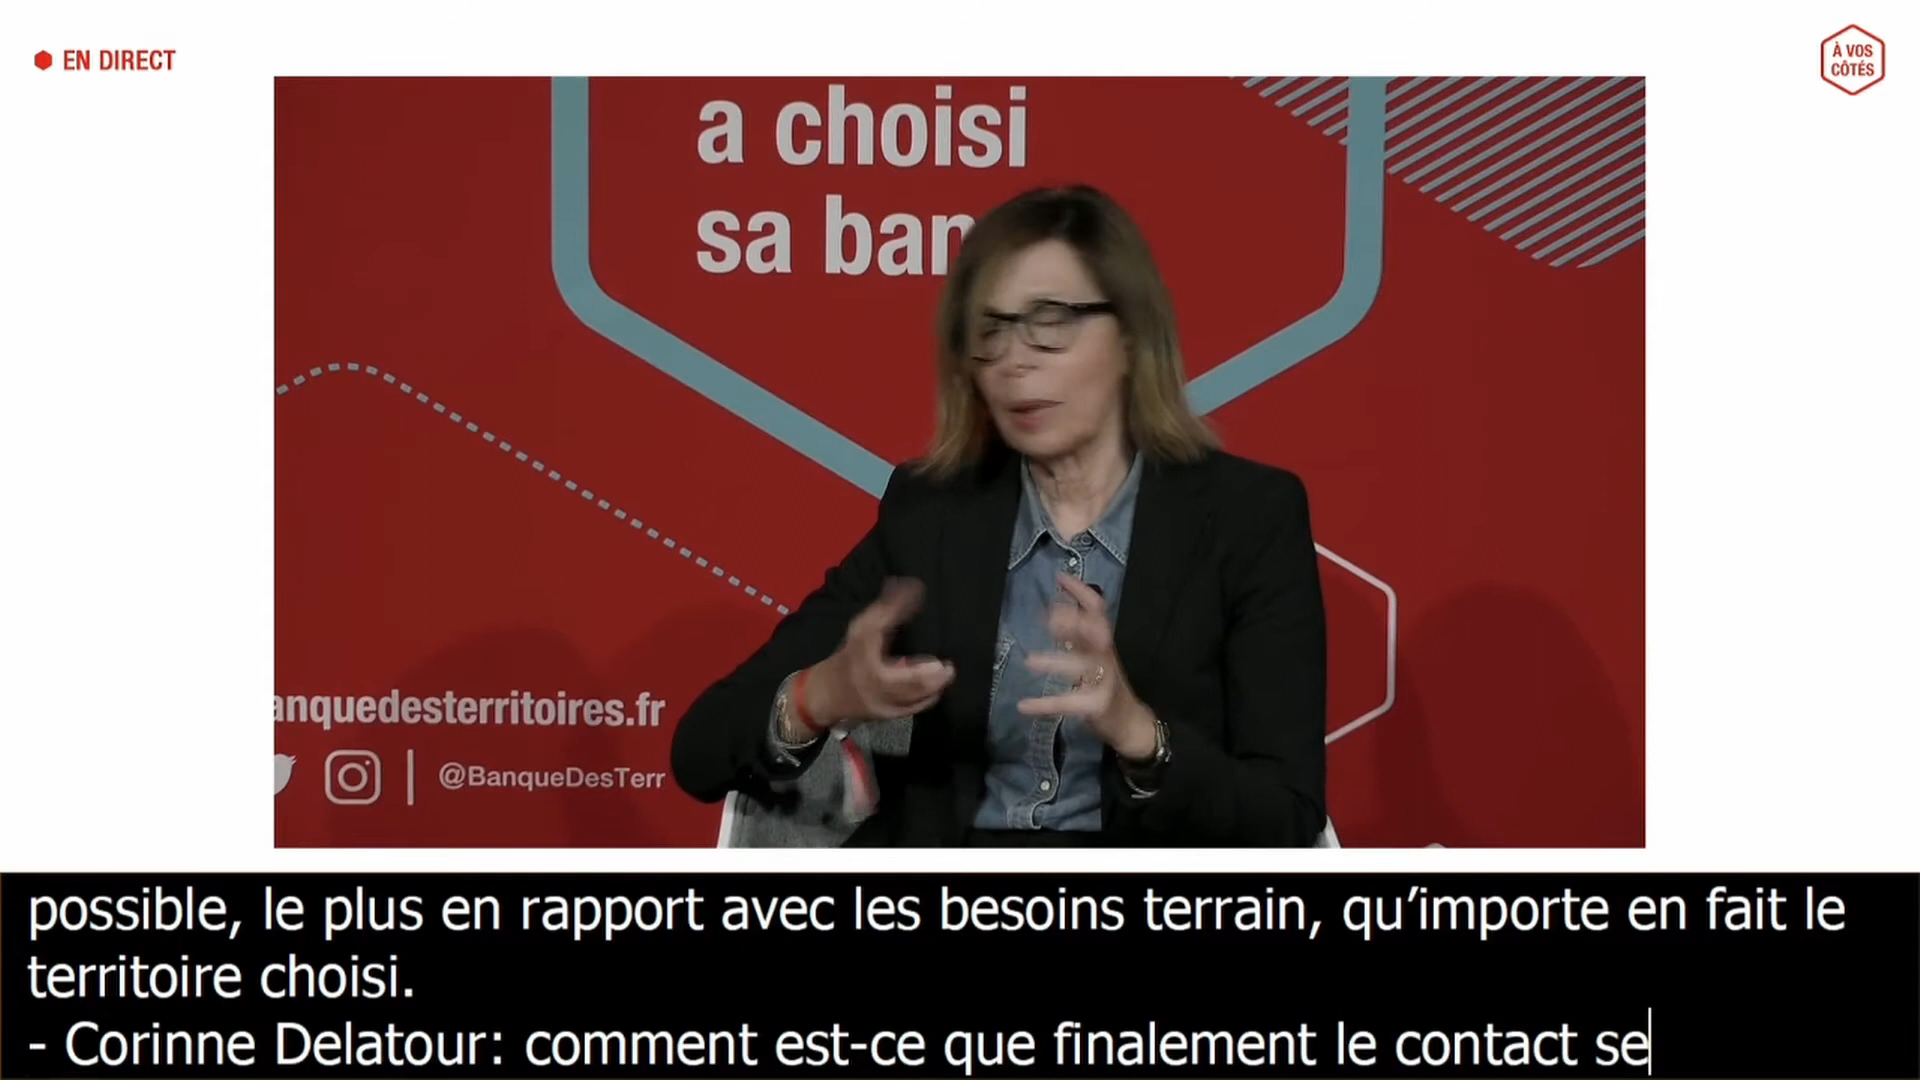 EN DIRECT
À VOS
CÔTÉS
a choisi
sa ban
anquedesterritoires.fr
@BanqueDesTerr
possible, le plus en rapport avec les besoins terrain, qu’importe en fait le
territoire choisi.
- Corinne Delatour: comment est-ce que finalement le contact se